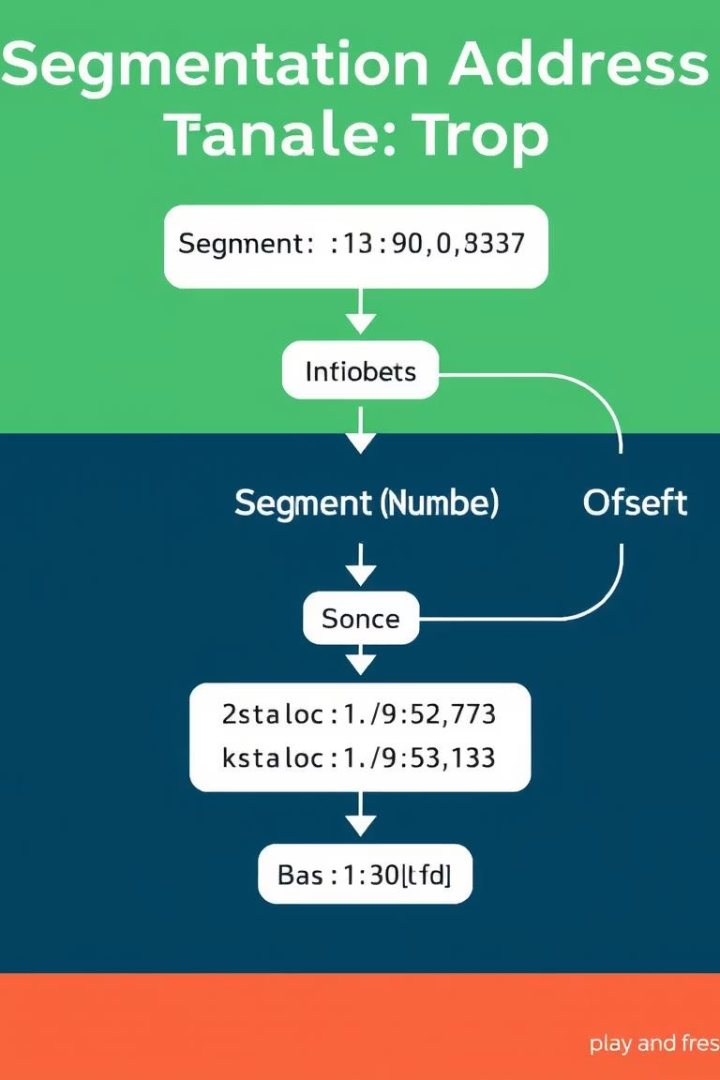 Segmentation Address
Tanale: Trop
Segnment: :13:90,0,8337
Intiobets
Segment (Numbe)
Ofseft
Sonce
2staloc:1./9:52,773
kstaloc:1./9:53,133
Bas:1:30[tfd]
play and fres